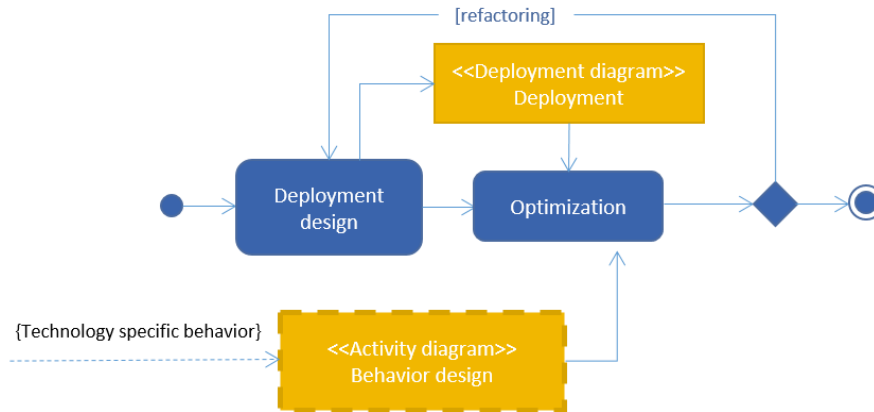 [refactoring]
<<Deployment diagram>>
Deployment
Deployment
design
Optimization
{Technology specific behavior}
<<Activity diagram>>
Behavior design